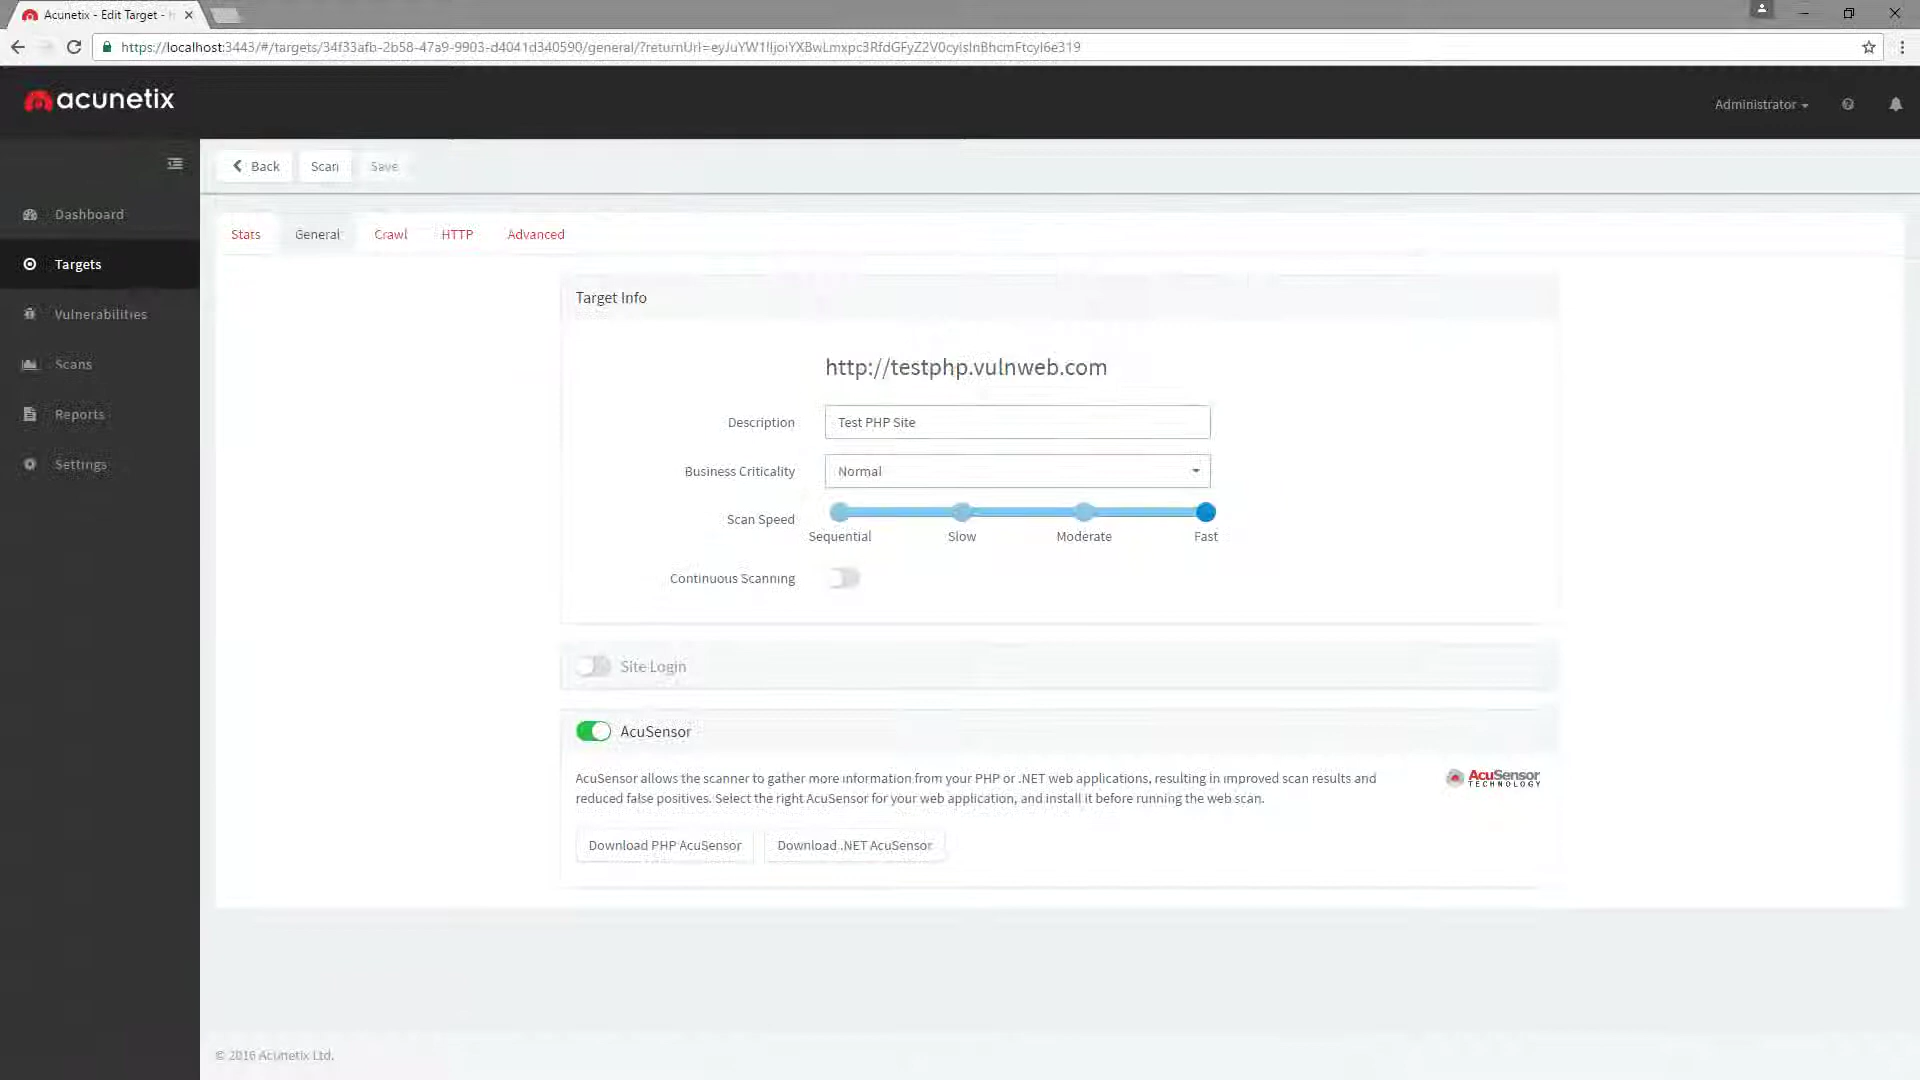 Acunetix - Edit Target -
https://localhost:3443/#/targets/34f33afb-2b58-47a9-9903-d4041d340590/general/?returnUrl=eyJuYW1lIjoiYXBwLmxpc3RfdGFyZ2V0cyIsInBhcmFtcyI6e319
acunetix
Administrator
Back
Scan
Save
Dashboard
Targets
Vulnerabilities
Scans
Reports
Settings
Stats
General
Crawl
HTTP
Advanced
Target Info
http://testphp.vulnweb.com
Description
Test PHP Site
Business Criticality
Normal
Scan Speed
Sequential
Slow
Moderate
Fast
Continuous Scanning
Site Login
AcuSensor
AcuSensor allows the scanner to gather more information from your PHP or .NET web applications, resulting in improved scan results and
reduced false positives. Select the right AcuSensor for your web application, and install it before running the web scan.
AcuSensor
TECHNOLOGY
Download PHP AcuSensor
Download .NET AcuSensor
© 2016 Acunetix Ltd.